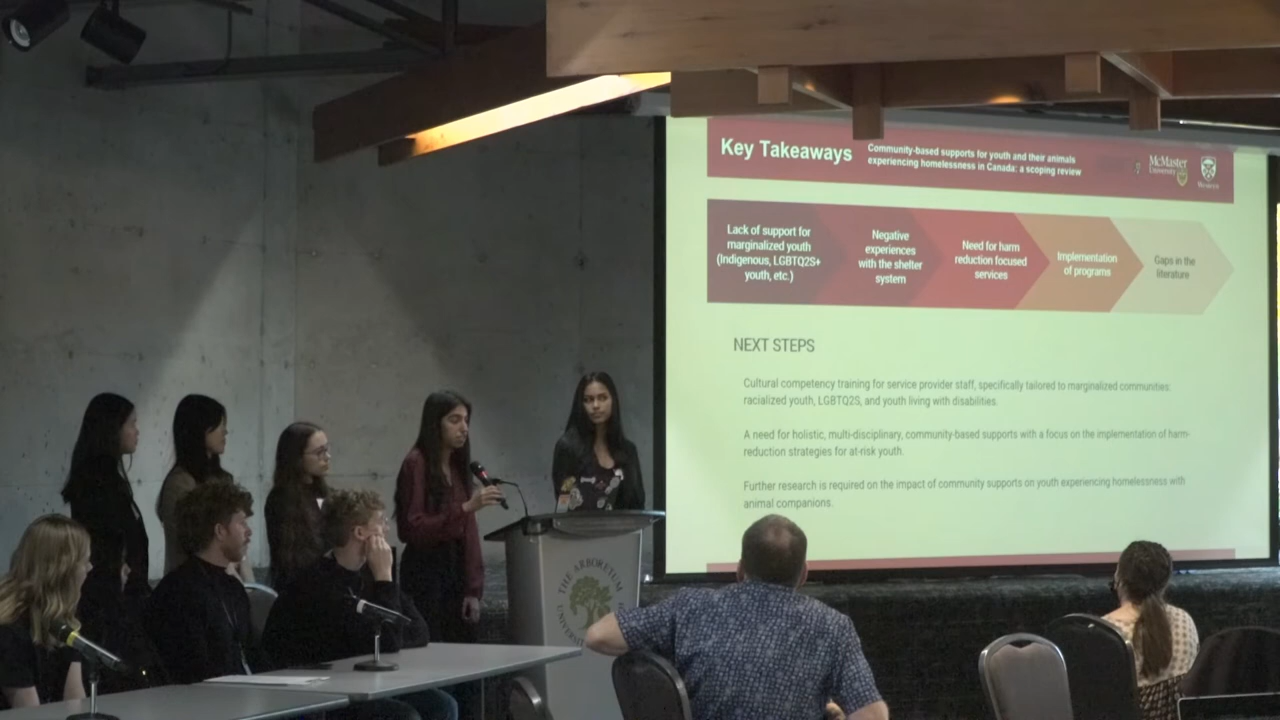 Key Takeaways
Community-based supports for youth and their animals
experiencing homelessness in Canada: a scoping review
McMaster
University
Western
Lack of support for
marginalized youth
(Indigenous, LGBTQ2S+
youth, etc.)
Negative
experiences
with the shelter
system
Need for harm
reduction focused
services
Implementation
of programs
Gaps in the
literature
NEXT STEPS
Cultural competency training for service provider staff, specifically tailored to marginalized communities:
racialized youth, LGBTQ2S, and youth living with disabilities.
A need for holistic, multi-disciplinary, community-based supports with a focus on the implementation of harm-
reduction strategies for at-risk youth.
Further research is required on the impact of community supports on youth experiencing homelessness with
animal companions.
THE ARBORETUM